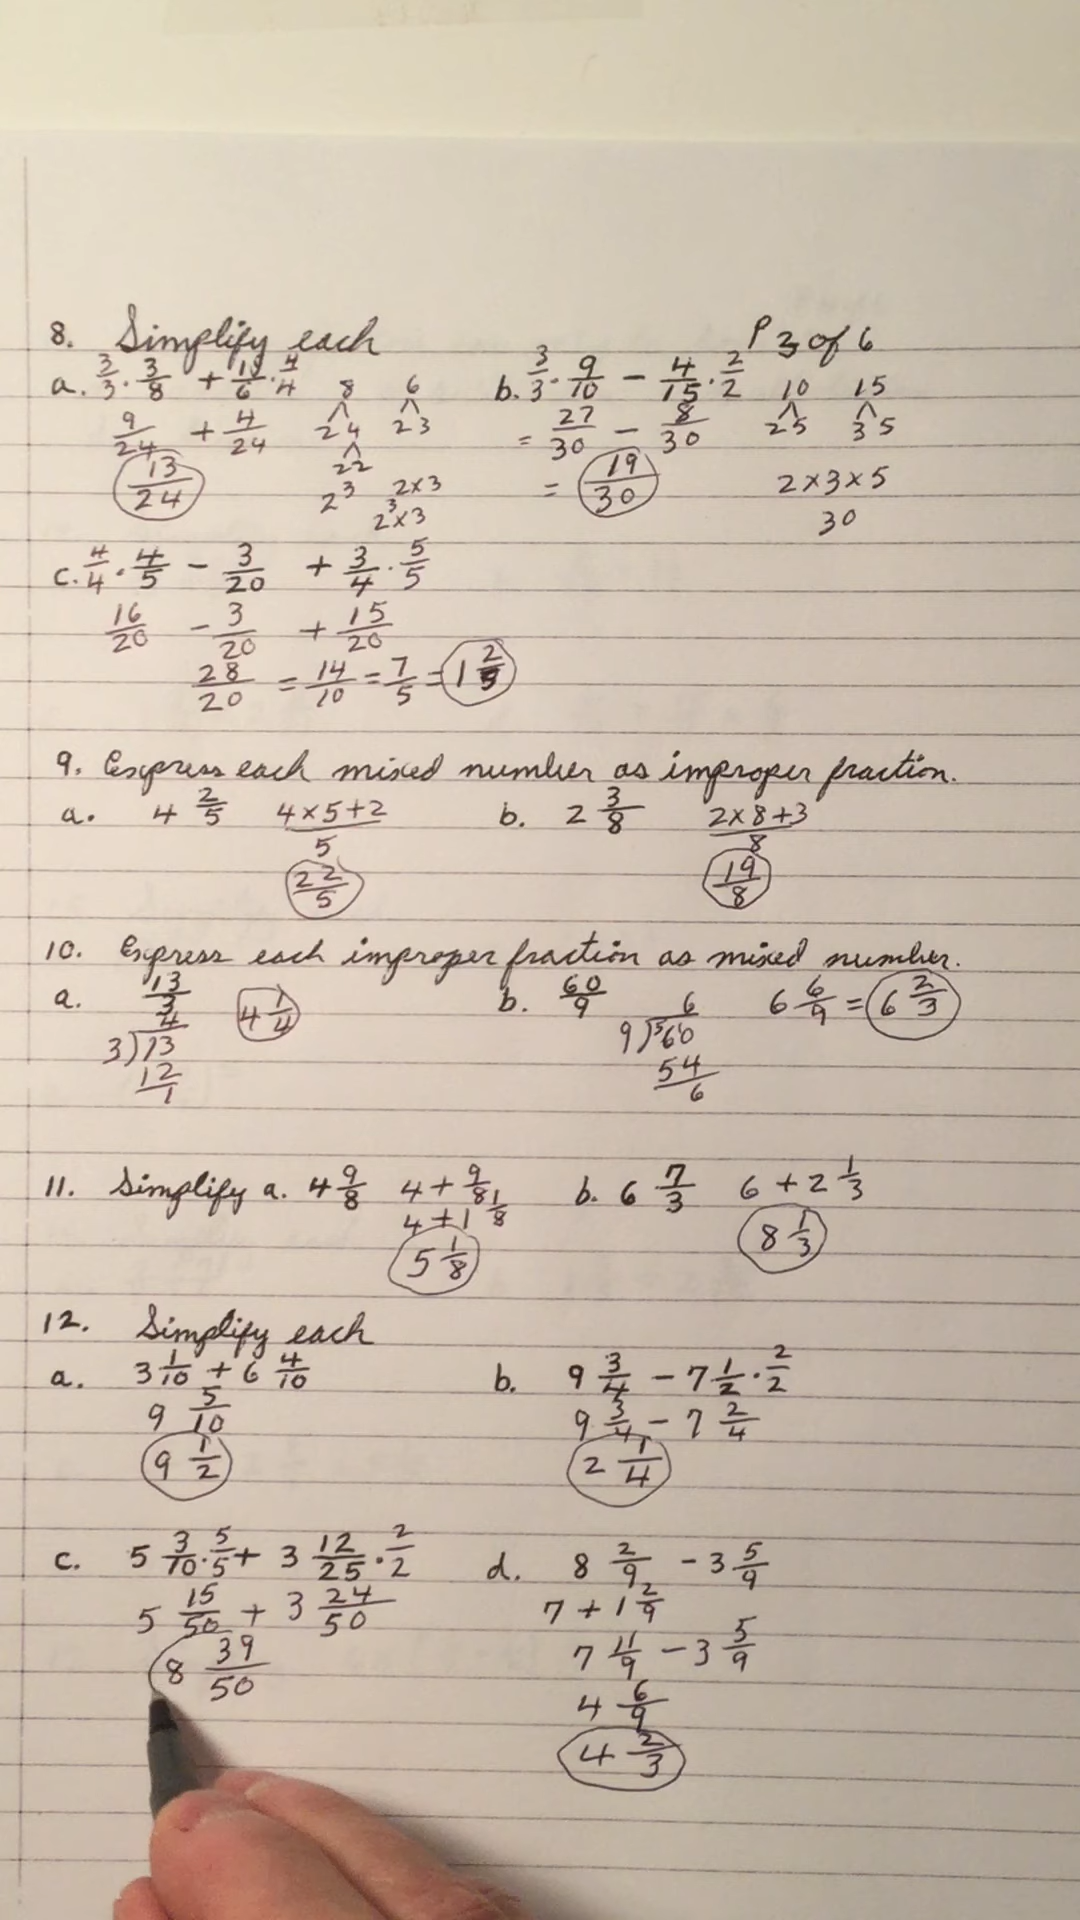 P 3 of 6
8. Simplify each
a. 3/3 · 3/8 + 1/6 · 4/4
9/24 + 4/24
13/24
8
2 4
2 2
2³
6
2 3
2×3
2³×3
b. 3/3 · 9/10 − 4/15 · 2/2
= 27/30 − 8/30
= 19/30
10
2 5
15
3 5
2×3×5
30
c. 4/4 · 4/5 − 3/20 + 3/4 · 5/5
16/20 − 3/20 + 15/20
28/20 = 14/10 = 7/5 = 1 2/5
9. Express each mixed number as improper fraction.
a. 4 2/5
4×5+2/5
22/5
b. 2 3/8
2×8+3/8
19/8
10. Express each improper fraction as mixed number.
a. 13/3
4
3)13
12
1
4 1/4
b. 60/9
6
9)⁵60
54
6
6 6/9 = 6 2/3
11. Simplify a. 4 9/8
4 + 9/8
4 + 1 1/8
5 1/8
b. 6 7/3
6 + 2 1/3
8 1/3
12. Simplify each
a. 3 1/10 + 6 4/10
9 5/10
9 1/2
b. 9 3/4 − 7 1/2 · 2/2
9 3/4 − 7 2/4
2 1/4
c. 5 3/10 · 5/5 + 3 12/25 · 2/2
5 15/50 + 3 24/50
8 39/50
d. 8 2/9 − 3 5/9
7 + 1 2/9
7 11/9 − 3 5/9
4 6/9
4 2/3